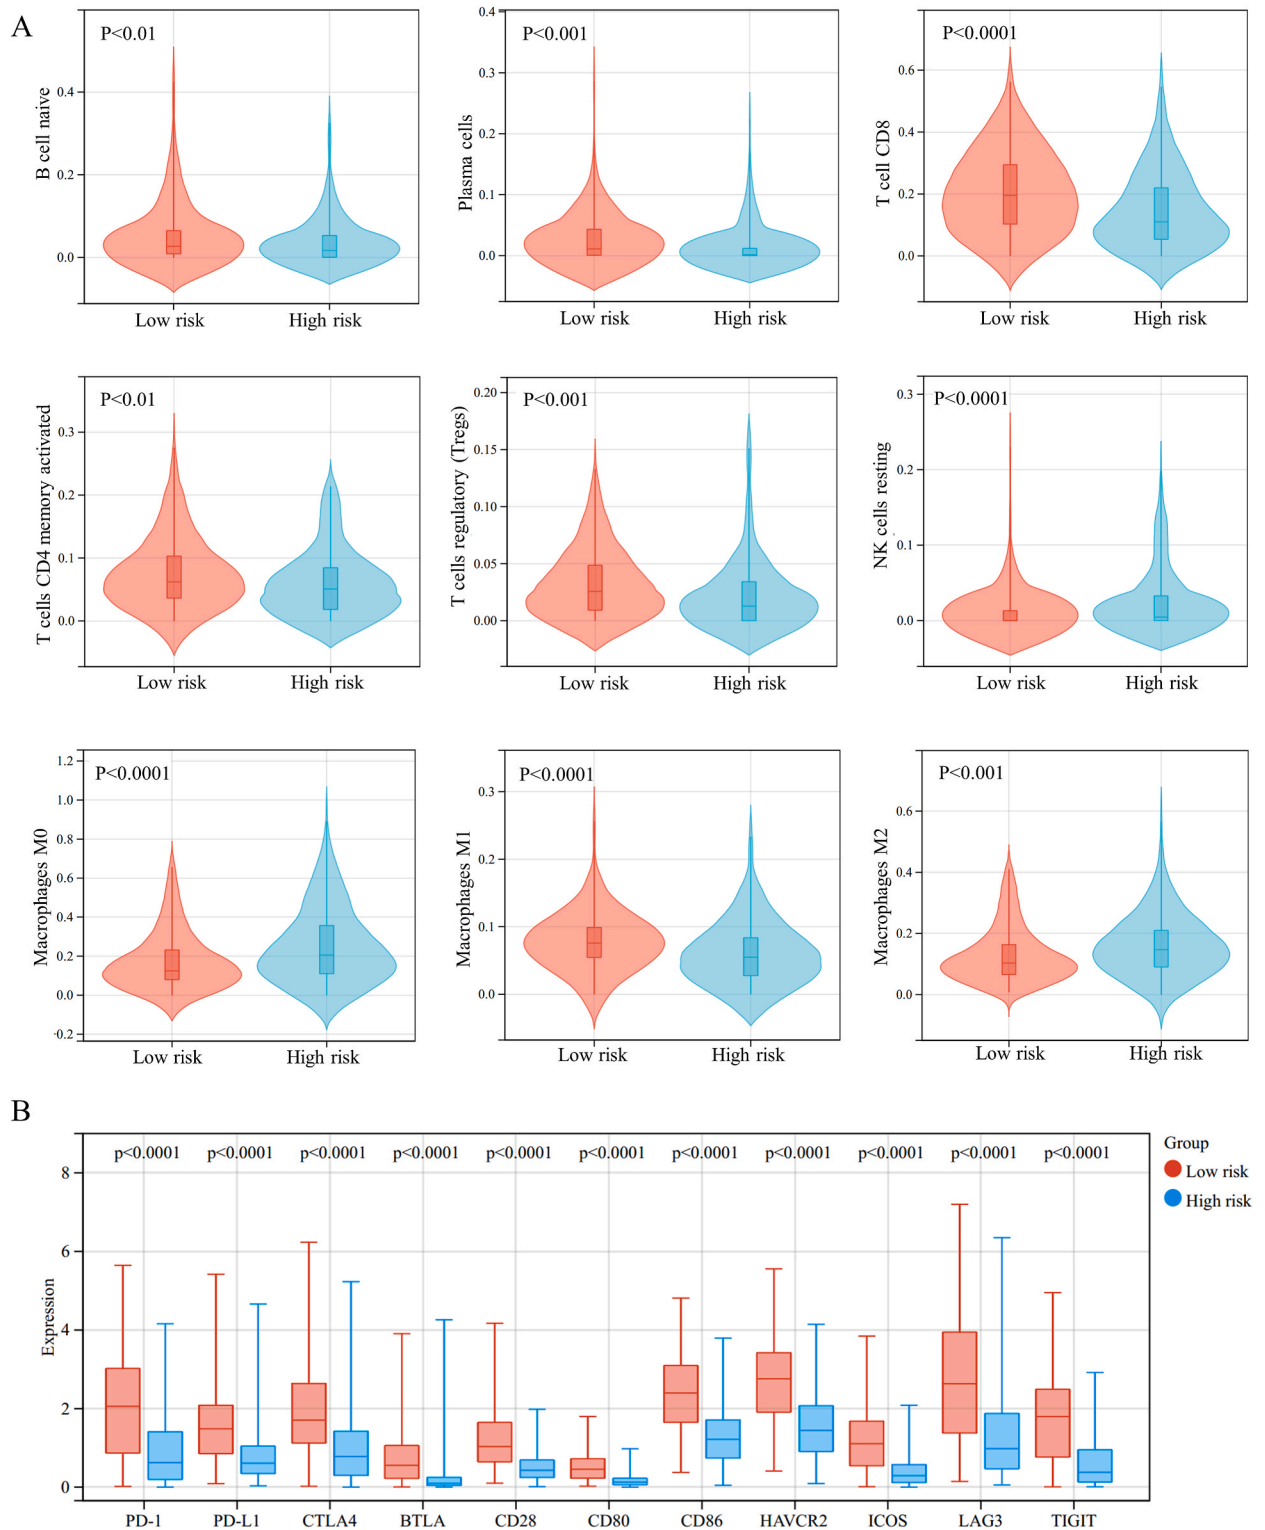 A
P<0.01
B cell naive
0.4
0.2
0.0
Low risk
High risk
P<0.001
Plasma cells
0.4
0.3
0.2
0.1
0.0
Low risk
High risk
P<0.0001
T cell CD8
0.6
0.4
0.2
0.0
Low risk
High risk
P<0.01
T cells CD4 memory activated
0.3
0.2
0.1
0.0
Low risk
High risk
P<0.001
T cells regulatory (Tregs)
0.20
0.15
0.10
0.05
0.00
Low risk
High risk
P<0.0001
NK cells resting
0.3
0.2
0.1
0.0
Low risk
High risk
P<0.0001
Macrophages M0
1.2
1.0
0.8
0.6
0.4
0.2
0.0
-0.2
Low risk
High risk
P<0.0001
Macrophages M1
0.3
0.2
0.1
0.0
Low risk
High risk
P<0.001
Macrophages M2
0.6
0.4
0.2
0.0
Low risk
High risk
B
p<0.0001 p<0.0001 p<0.0001 p<0.0001 p<0.0001 p<0.0001 p<0.0001 p<0.0001 p<0.0001 p<0.0001 p<0.0001
Expression
8
6
4
2
0
PD-1 PD-L1 CTLA4 BTLA CD28 CD80 CD86 HAVCR2 ICOS LAG3 TIGIT
Group
Low risk
High risk